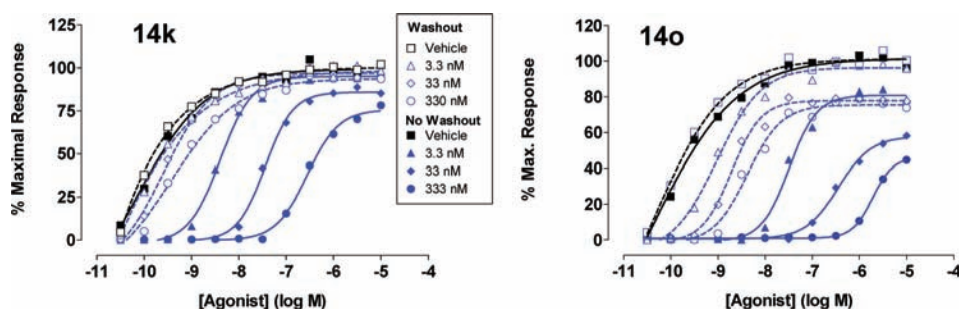 14k
% Maximal Response
125
100
75
50
25
0
-11 -10 -9 -8 -7 -6 -5 -4
[Agonist] (log M)
Washout
Vehicle
3.3 nM
33 nM
330 nM
No Washout
Vehicle
3.3 nM
33 nM
333 nM
14o
% Max. Response
120
100
80
60
40
20
0
-11 -10 -9 -8 -7 -6 -5 -4
[Agonist] (log M)